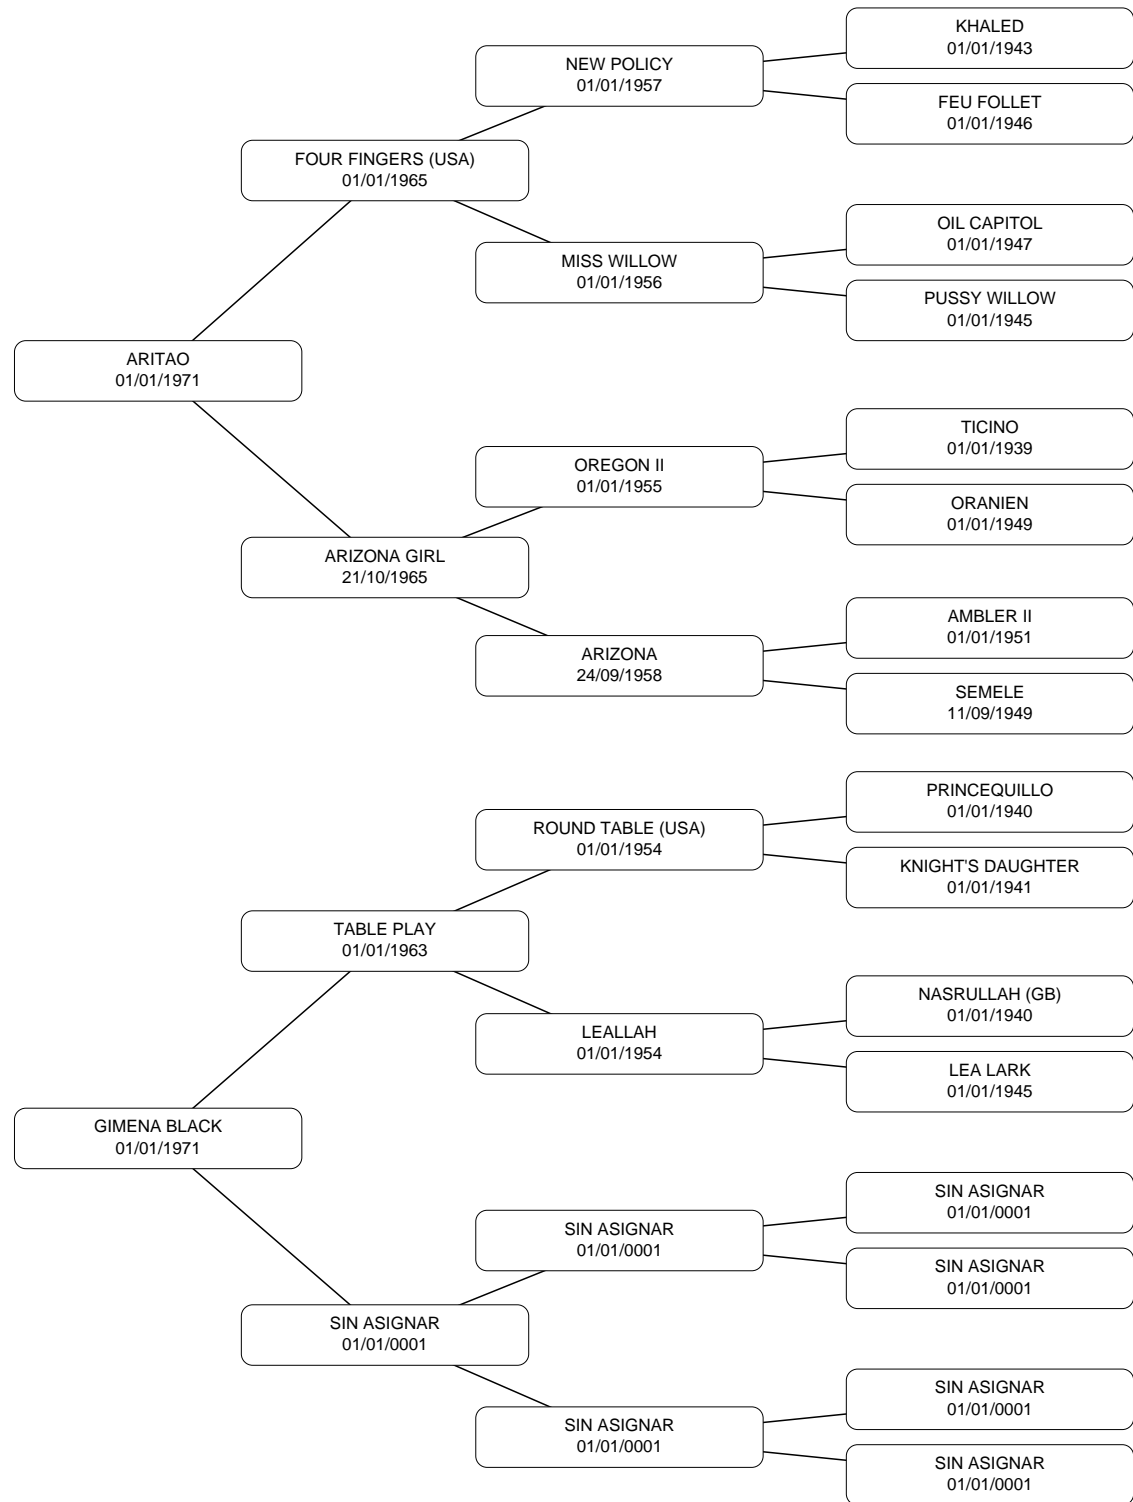 KHALED
01/01/1943
NEW POLICY
01/01/1957
FEU FOLLET
01/01/1946
FOUR FINGERS (USA)
01/01/1965
OIL CAPITOL
01/01/1947
MISS WILLOW
01/01/1956
PUSSY WILLOW
01/01/1945
ARITAO
01/01/1971
TICINO
01/01/1939
OREGON II
01/01/1955
ORANIEN
01/01/1949
ARIZONA GIRL
21/10/1965
AMBLER II
01/01/1951
ARIZONA
24/09/1958
SEMELE
11/09/1949
PRINCEQUILLO
01/01/1940
ROUND TABLE (USA)
01/01/1954
KNIGHT'S DAUGHTER
01/01/1941
TABLE PLAY
01/01/1963
NASRULLAH (GB)
01/01/1940
LEALLAH
01/01/1954
LEA LARK
01/01/1945
GIMENA BLACK
01/01/1971
SIN ASIGNAR
01/01/0001
SIN ASIGNAR
01/01/0001
SIN ASIGNAR
01/01/0001
SIN ASIGNAR
01/01/0001
SIN ASIGNAR
01/01/0001
SIN ASIGNAR
01/01/0001
SIN ASIGNAR
01/01/0001